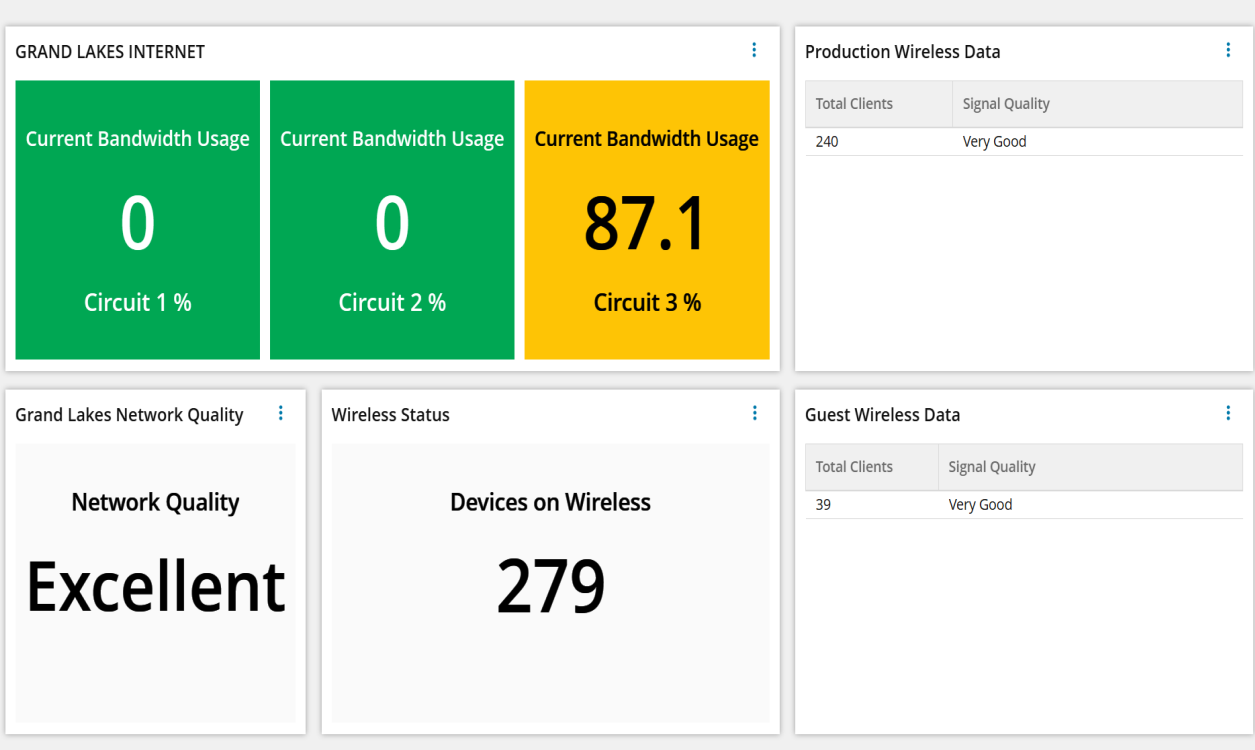 GRAND LAKES INTERNET
Current Bandwidth Usage
0
Circuit 1 %
Current Bandwidth Usage
0
Circuit 2 %
Current Bandwidth Usage
87.1
Circuit 3 %
Production Wireless Data
Total Clients Signal Quality
240 Very Good
Grand Lakes Network Quality
Network Quality
Excellent
Wireless Status
Devices on Wireless
279
Guest Wireless Data
Total Clients Signal Quality
39 Very Good